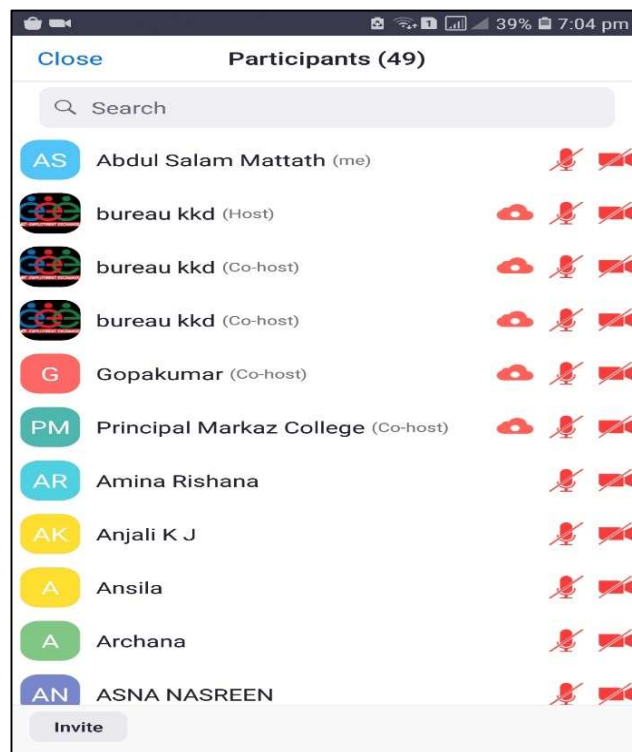 39% 7:04 pm
Close Participants (49)
Search
AS Abdul Salam Mattath (me)
bureau kkd (Host)
bureau kkd (Co-host)
bureau kkd (Co-host)
G Gopakumar (Co-host)
PM Principal Markaz College (Co-host)
AR Amina Rishana
AK Anjali K J
A Ansila
A Archana
AN ASNA NASREEN
Invite